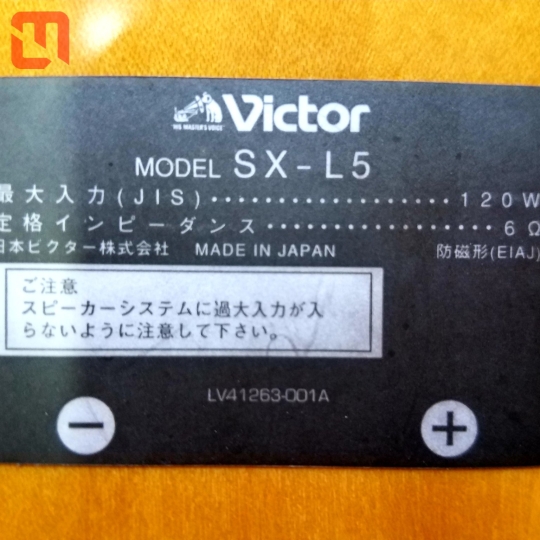 HIS MASTER'S VOICE
Victor
MODEL SX-L5
最大入力(JIS)･･････････････････120W
定格インピーダンス･････････････････6Ω
日本ビクター株式会社 MADE IN JAPAN 防磁形(EIAJ)
ご注意
スピーカーシステムに過大入力が入
らないように注意して下さい。
LV41263-001A
− +